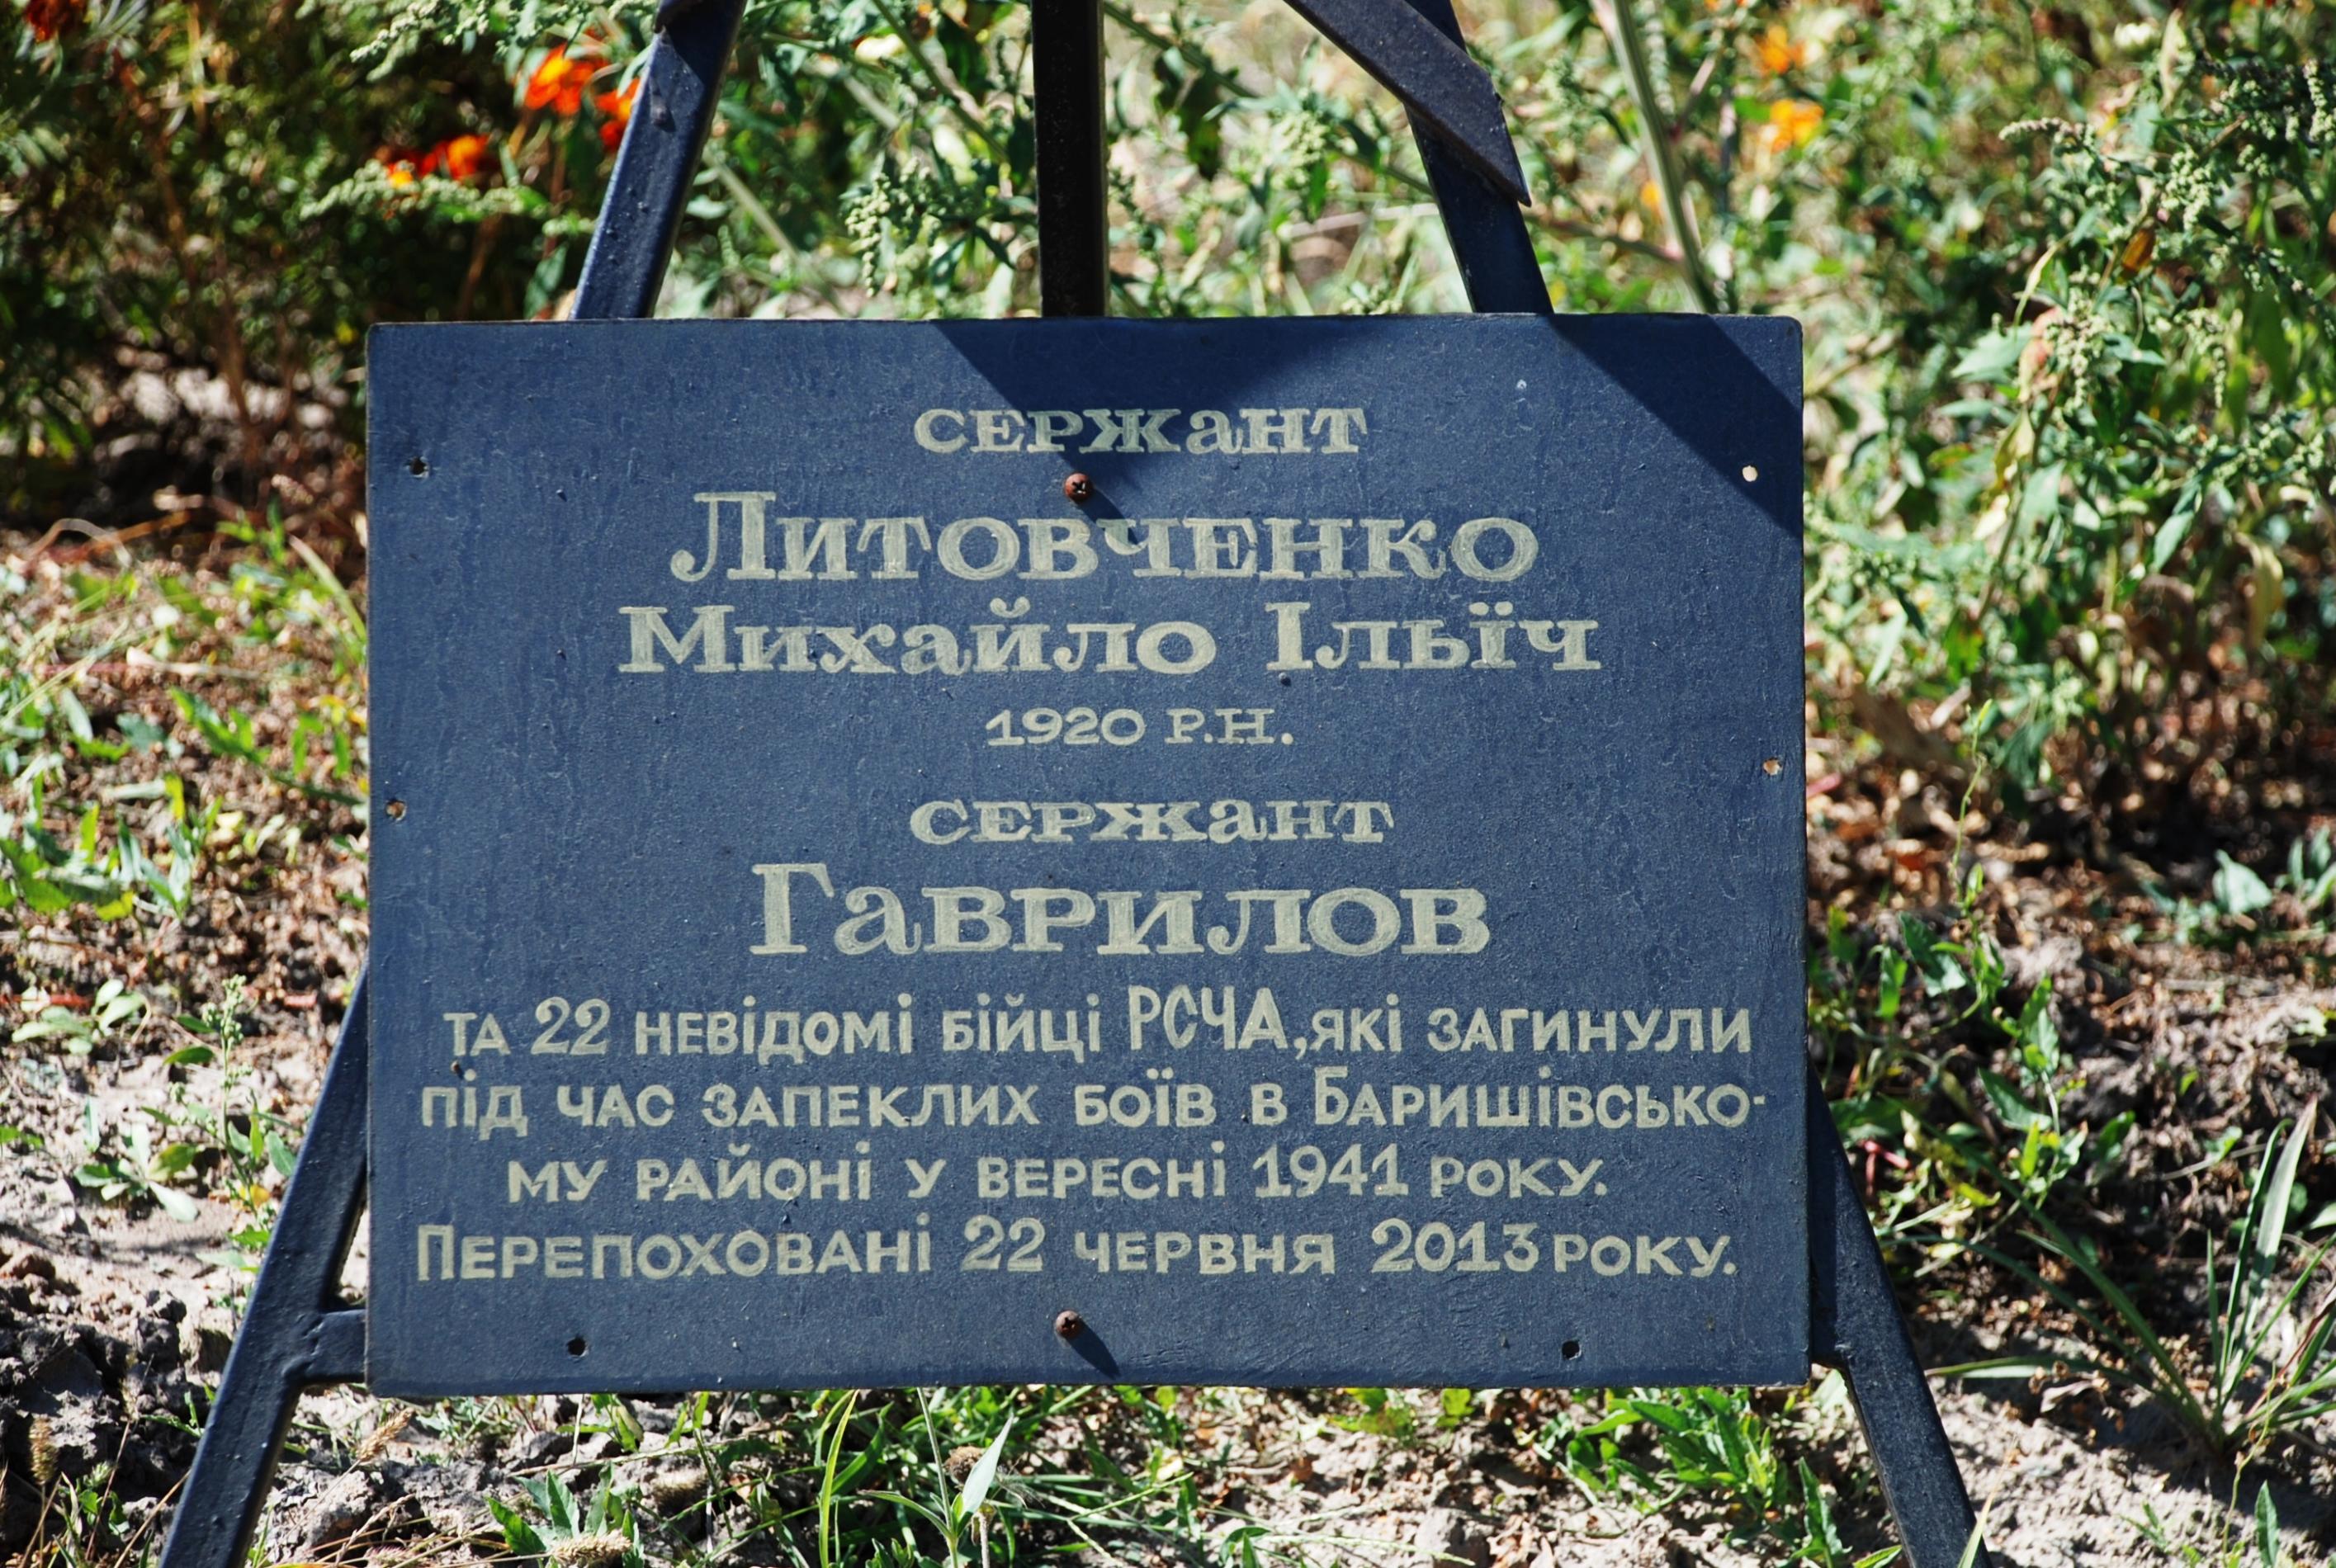 сержант
Литовченко
Михайло Ільїч
1920 р.н.
сержант
Гаврилов
та 22 невідомі бійці РСЧА,які загинули
під час запеклих боїв в Баришівсько-
му районі у вересні 1941 року.
Перепоховані 22 червня 2013 року.